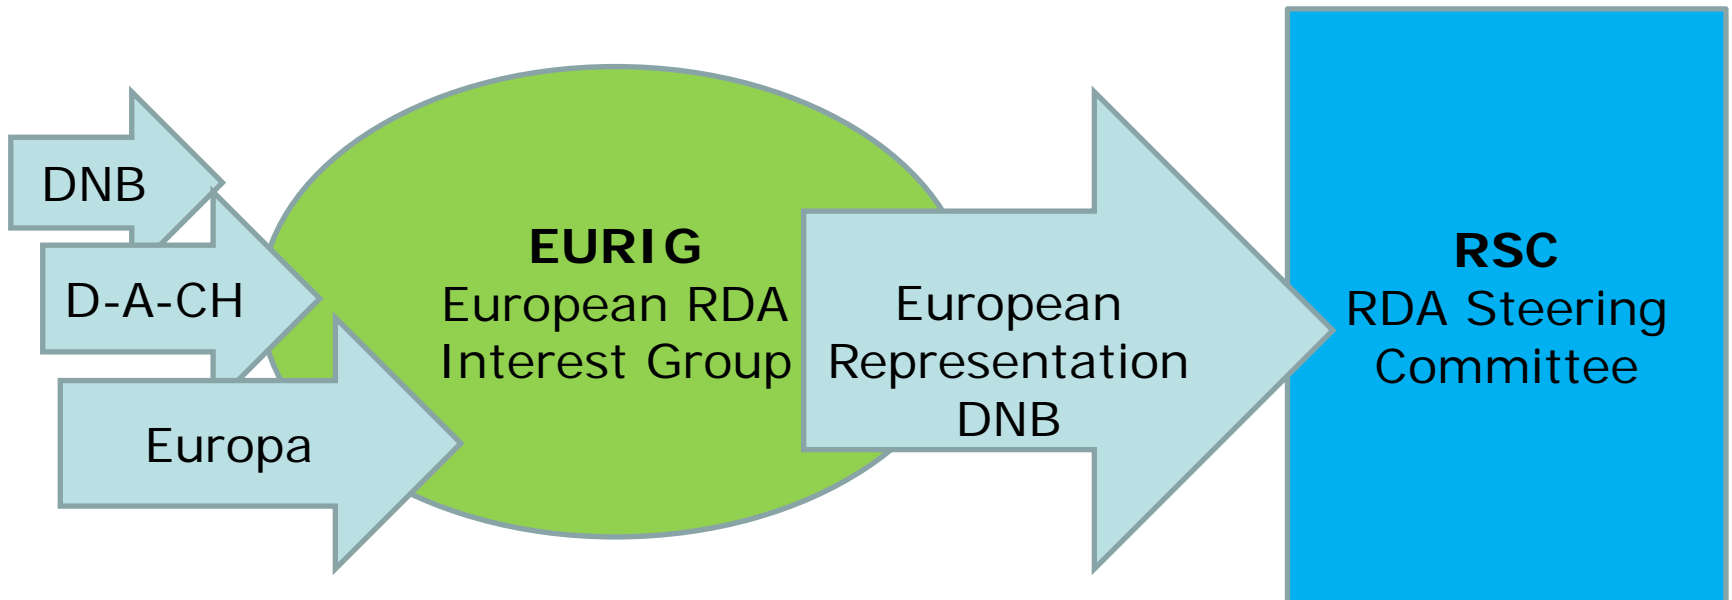 DNB
D-A-CH
Europa
EURIG
European RDA
Interest Group
European
Representation
DNB
RSC
RDA Steering
Committee